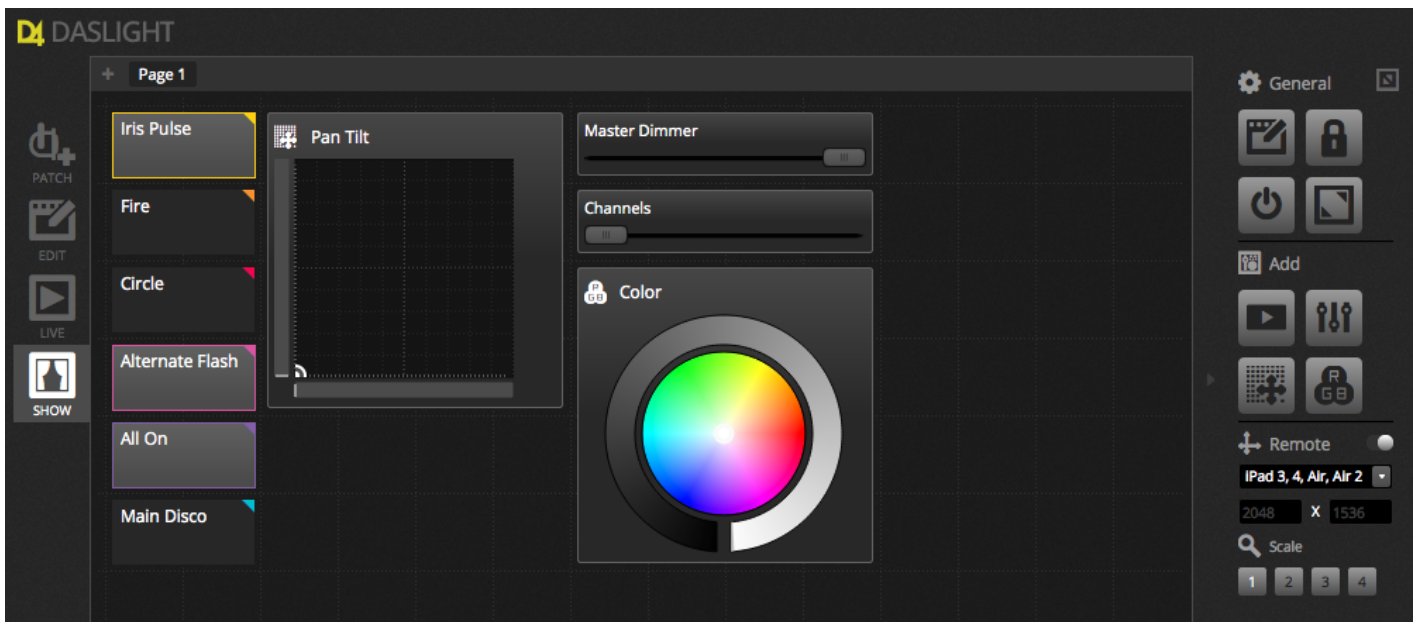 D4 DASLIGHT
+ Page 1
General
Iris Pulse
Pan Tilt
Master Dimmer
PATCH
Fire
Channels
EDIT
Add
Circle
Color
R
G B
LIVE
Alternate Flash
R
G B
SHOW
All On
Remote
iPad 3, 4, Air, Air 2
Main Disco
2048 X 1536
Scale
1 2 3 4